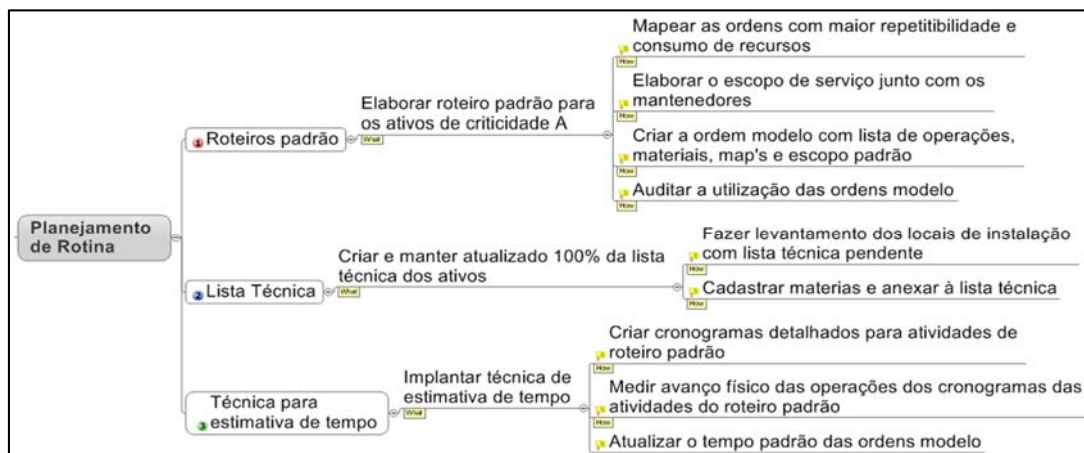 Planejamento
de Rotina
1 Roteiros padrão
Elaborar roteiro padrão para
os ativos de criticidade A
What
Mapear as ordens com maior repetitibilidade e
consumo de recursos
How
Elaborar o escopo de serviço junto com os
mantenedores
How
Criar a ordem modelo com lista de operações,
materiais, map's e escopo padrão
How
Auditar a utilização das ordens modelo
How
2 Lista Técnica
Criar e manter atualizado 100% da lista
técnica dos ativos
What
Fazer levantamento dos locais de instalação
com lista técnica pendente
How
Cadastrar materias e anexar à lista técnica
How
3 Técnica para
estimativa de tempo
Implantar técnica de
estimativa de tempo
What
Criar cronogramas detalhados para atividades de
roteiro padrão
How
Medir avanço físico das operações dos cronogramas das
atividades do roteiro padrão
How
Atualizar o tempo padrão das ordens modelo
How